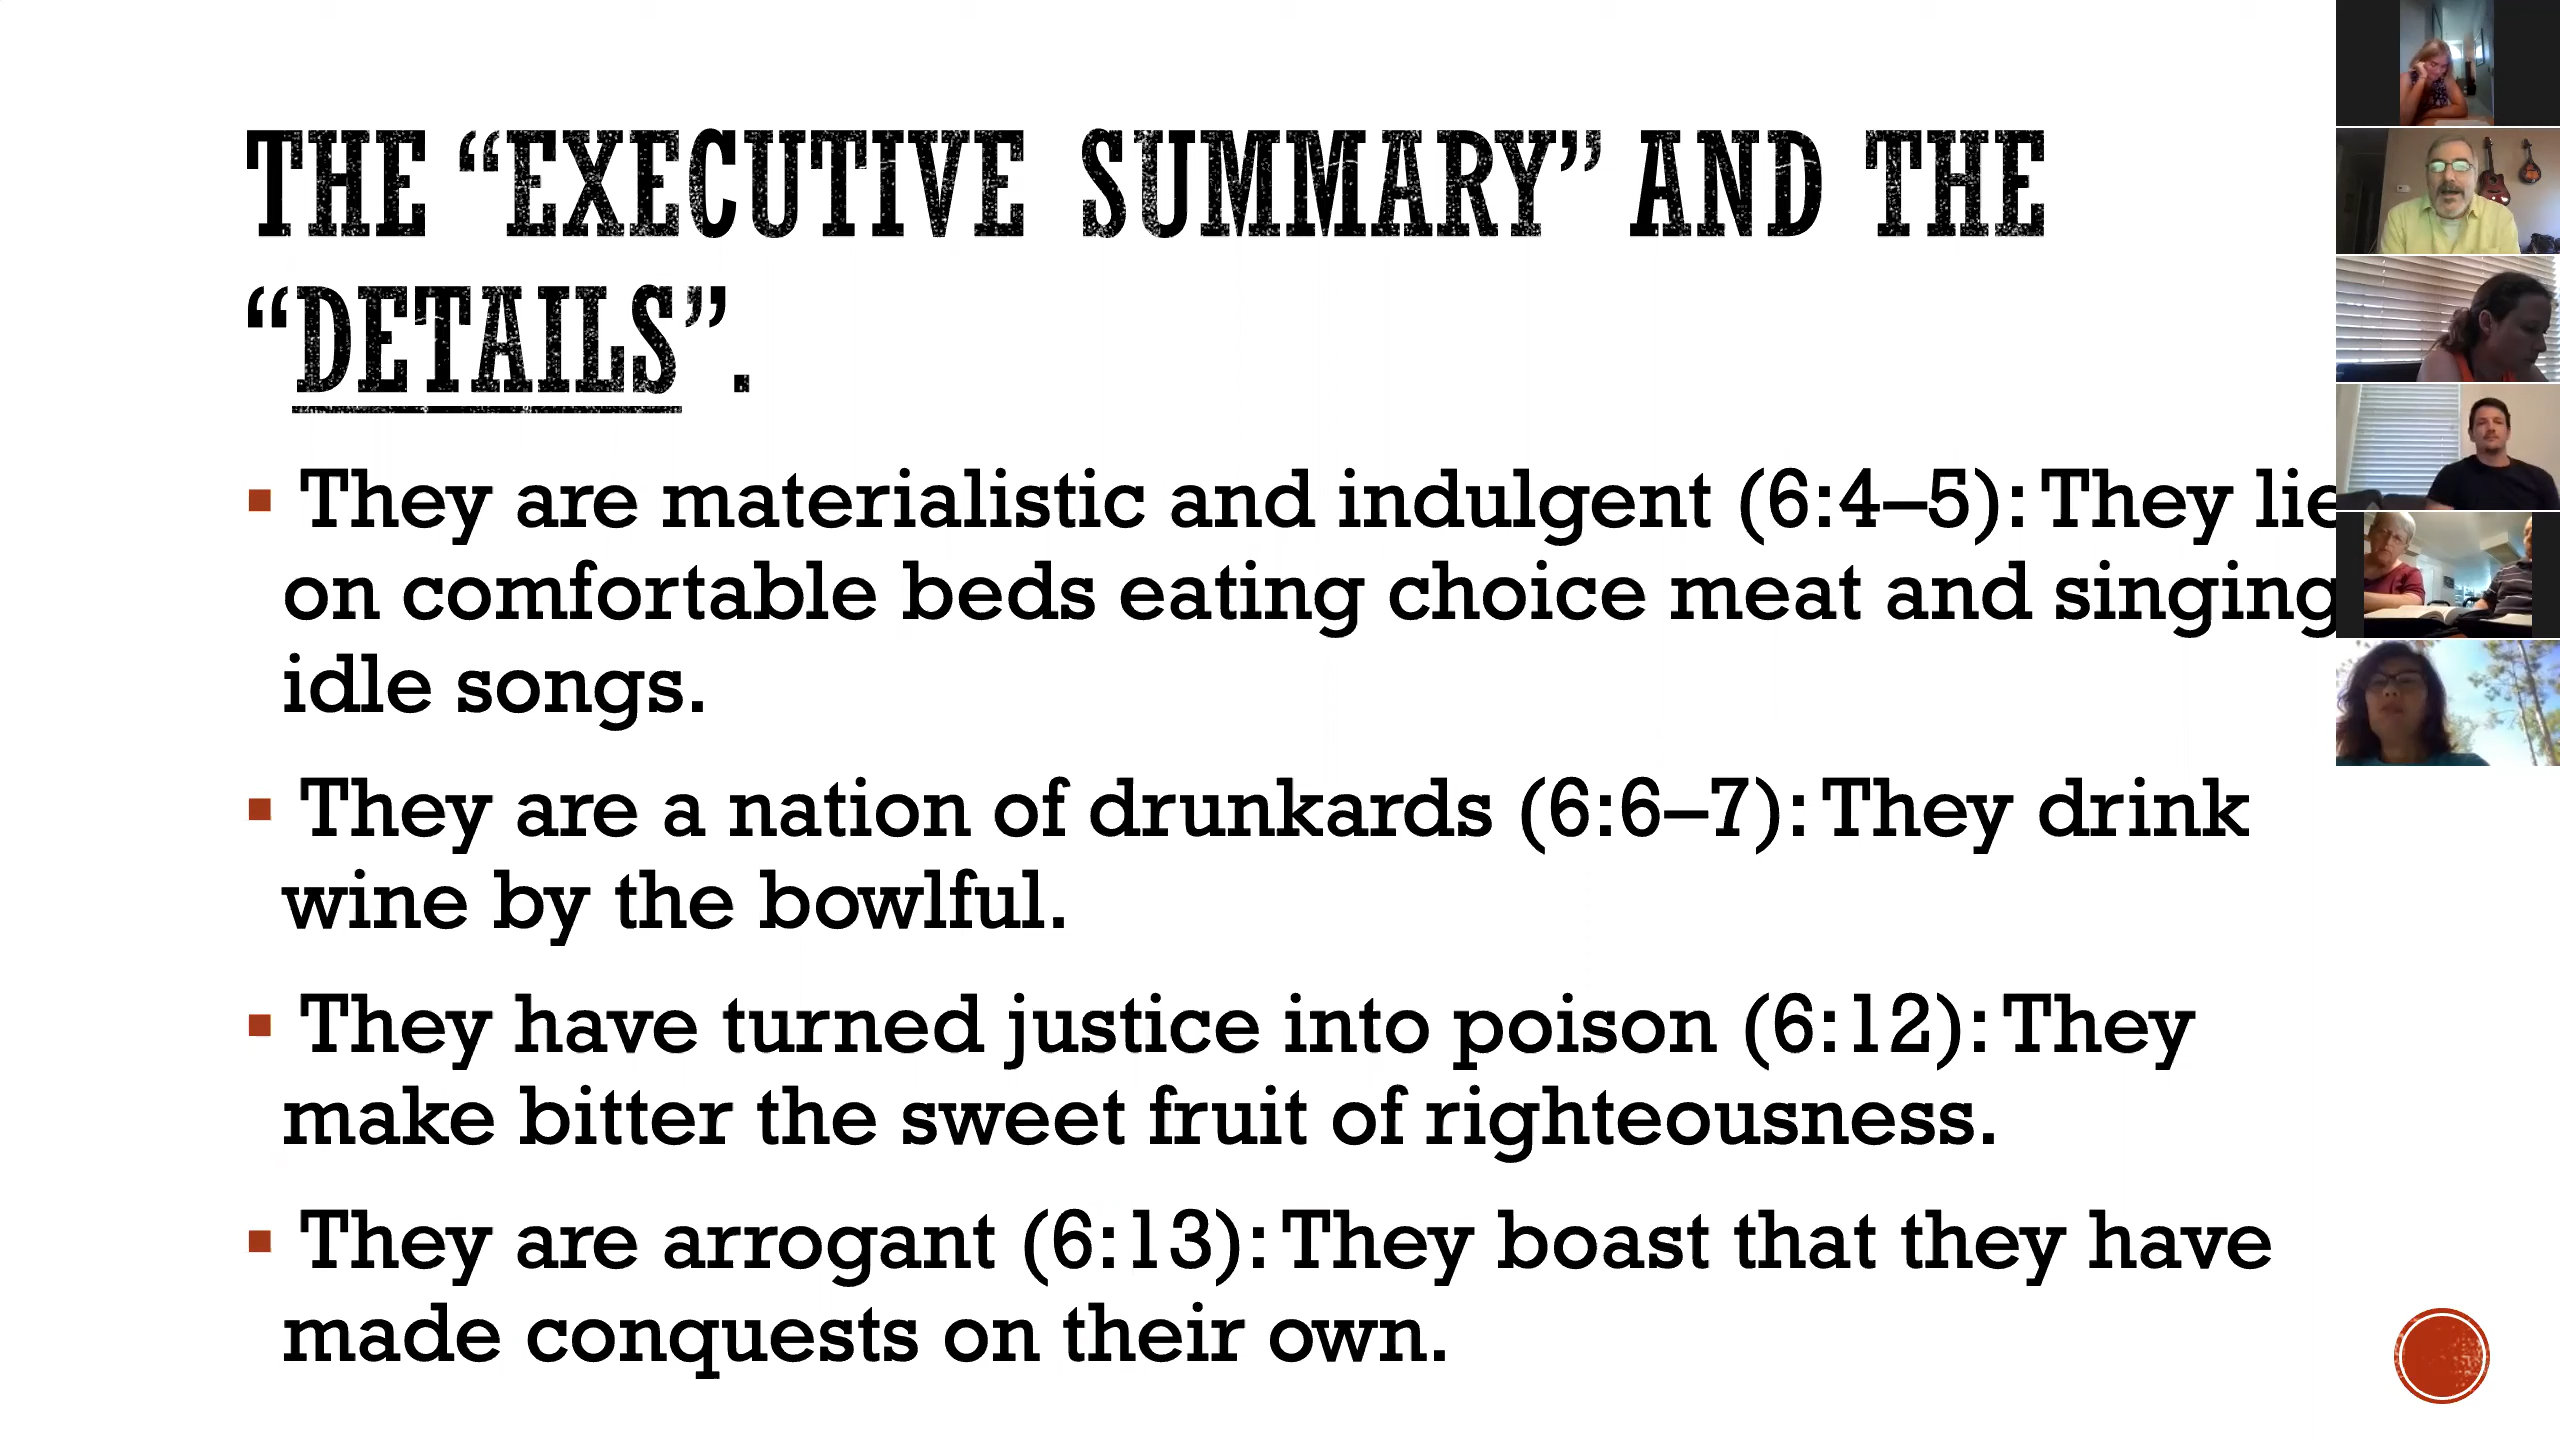 THE “EXECUTIVE SUMMARY” AND THE
“DETAILS”.
▪ They are materialistic and indulgent (6:4–5): They lie
on comfortable beds eating choice meat and singing
idle songs.
▪ They are a nation of drunkards (6:6–7): They drink
wine by the bowlful.
▪ They have turned justice into poison (6:12): They
make bitter the sweet fruit of righteousness.
▪ They are arrogant (6:13): They boast that they have
made conquests on their own.